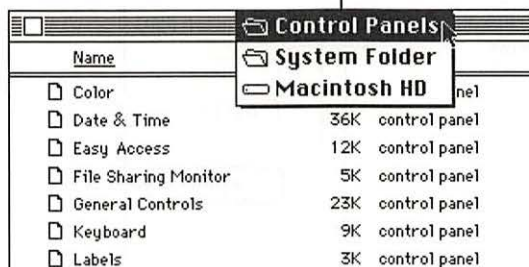 Control Panels
System Folder
Name
Macintosh HD
Color nel
Date & Time 36K control panel
Easy Access 12K control panel
File Sharing Monitor 5K control panel
General Controls 23K control panel
Keyboard 9K control panel
Labels 3K control panel